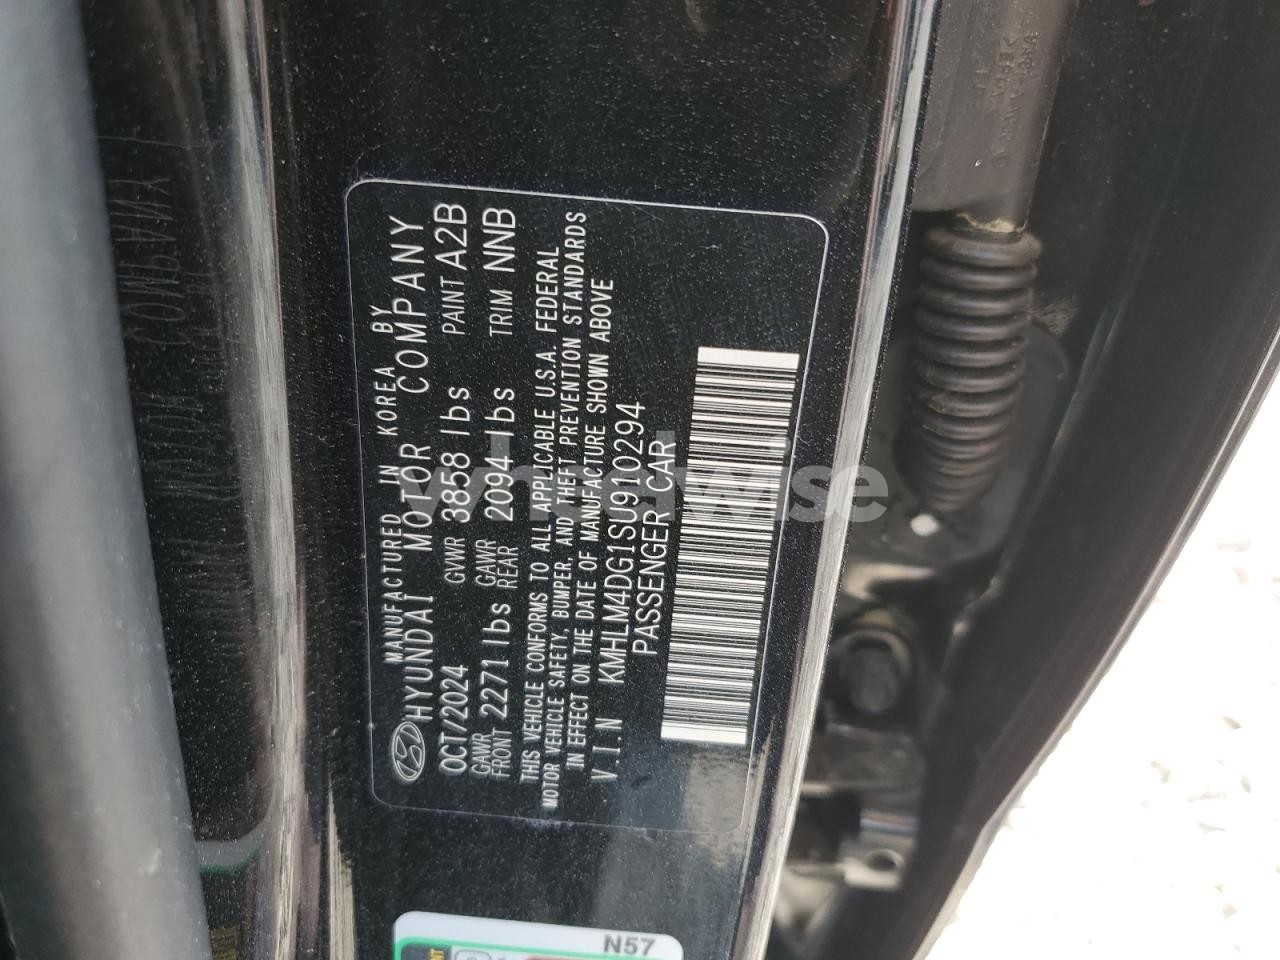 MANUFACTURED IN KOREA BY
HYUNDAI MOTOR COMPANY
OCT/2024 GVWR 3858 lbs PAINT A2B
GAWR FRONT 2271 lbs GAWR REAR 2094 lbs TRIM NNB
THIS VEHICLE CONFORMS TO ALL APPLICABLE U.S.A. FEDERAL
MOTOR VEHICLE SAFETY, BUMPER, AND THEFT PREVENTION STANDARDS
IN EFFECT ON THE DATE OF MANUFACTURE SHOWN ABOVE
V.I.N KMHLM4DG1SU910294
PASSENGER CAR
N57